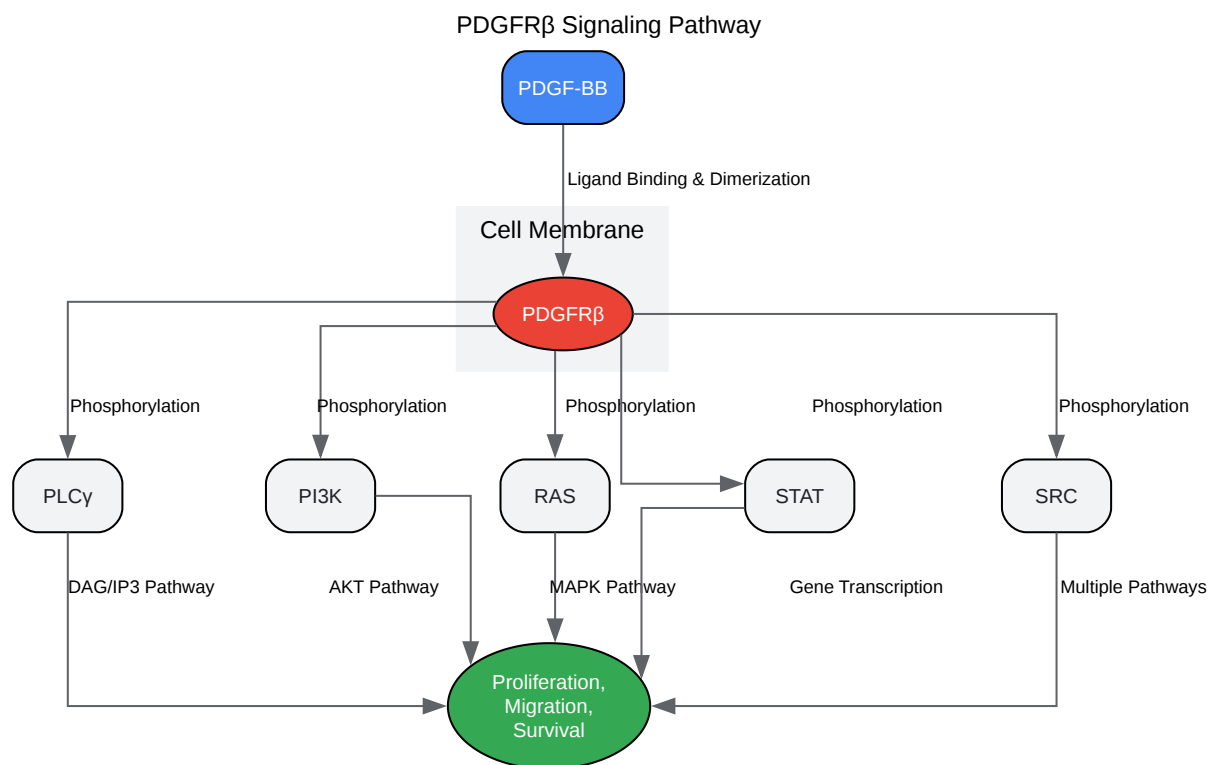 PDGFRβ Signaling Pathway
PDGF-BB
Ligand Binding & Dimerization
Cell Membrane
PDGFRβ
Phosphorylation
Phosphorylation
Phosphorylation
Phosphorylation
Phosphorylation
PLCγ
PI3K
RAS
STAT
SRC
DAG/IP3 Pathway
AKT Pathway
MAPK Pathway
Gene Transcription
Multiple Pathways
Proliferation,
Migration,
Survival